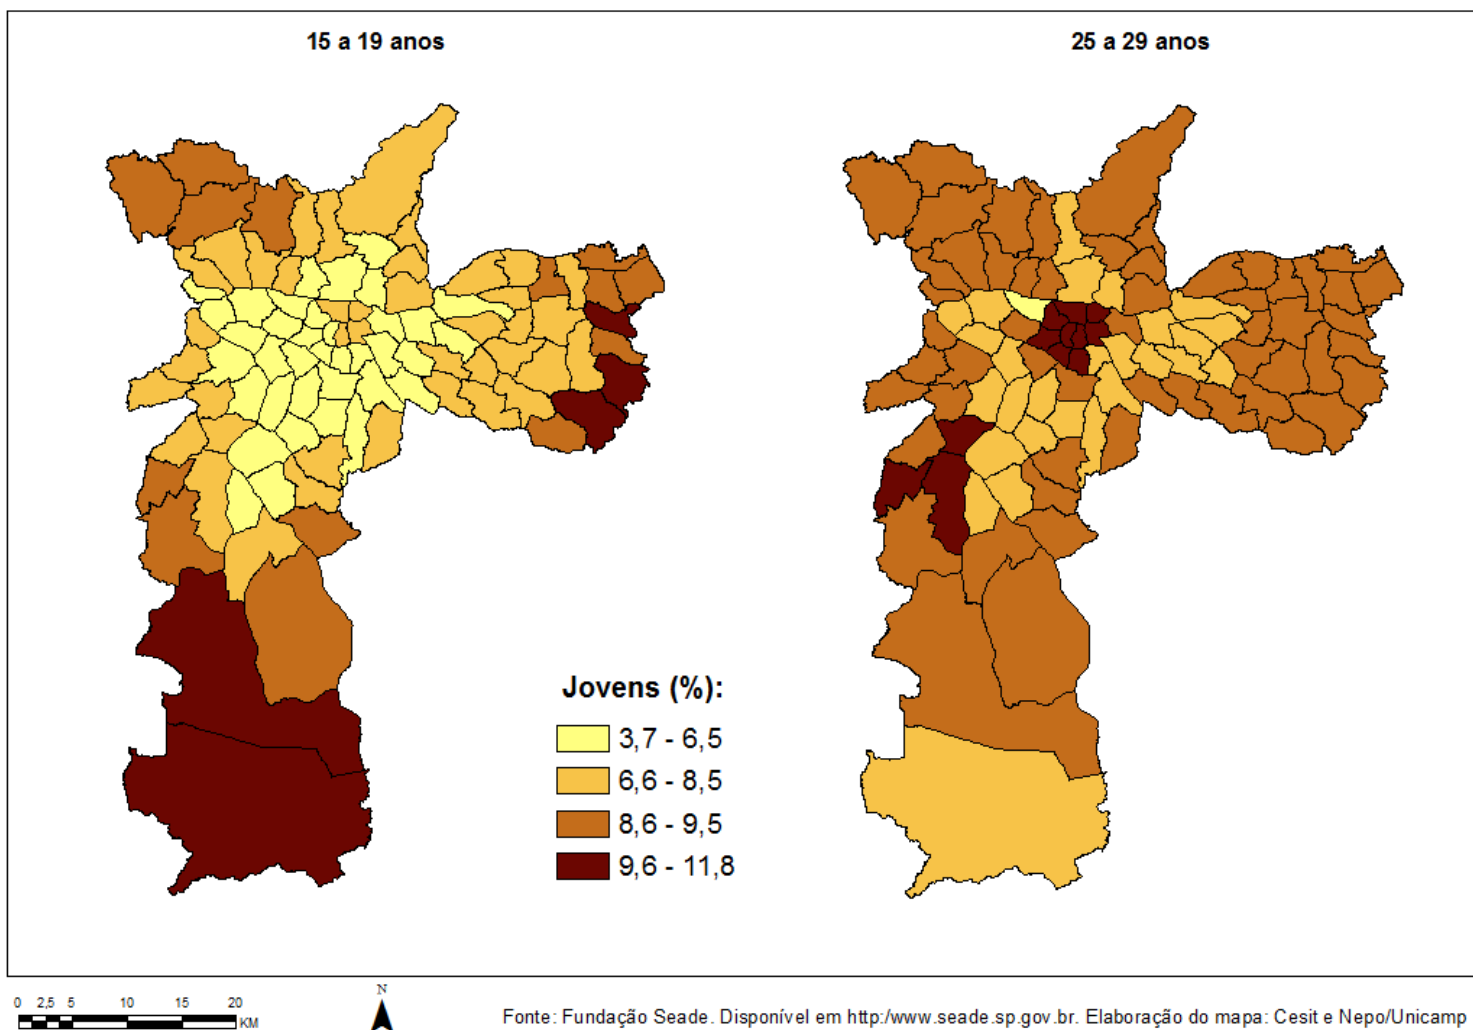 15 a 19 anos
25 a 29 anos
Jovens (%):
3,7 - 6,5
6,6 - 8,5
8,6 - 9,5
9,6 - 11,8
0 2,5 5 10 15 20
KM
N
Fonte: Fundação Seade. Disponível em http:/www.seade.sp.gov.br. Elaboração do mapa: Cesit e Nepo/Unicamp